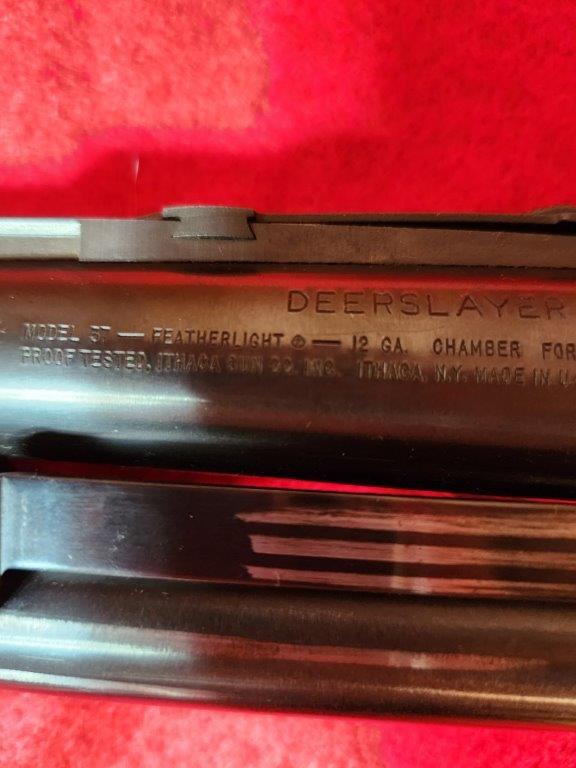 DEERSLAYER
MODEL 37 — FEATHERLIGHT ® — 12 GA. CHAMBER FOR
PROOF TESTED, ITHACA GUN CO. INC. ITHACA, N.Y. MADE IN U.